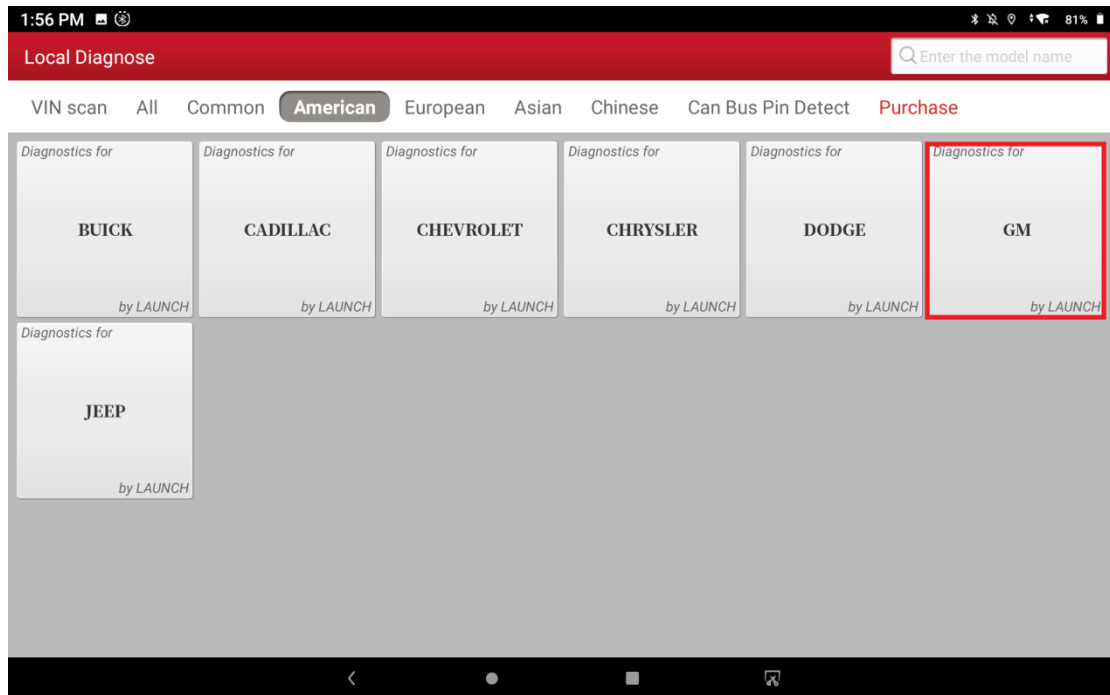 1:56 PM 81%
Local Diagnose Enter the model name
VIN scan All Common American European Asian Chinese Can Bus Pin Detect Purchase
Diagnostics for Diagnostics for Diagnostics for Diagnostics for Diagnostics for Diagnostics for
BUICK CADILLAC CHEVROLET CHRYSLER DODGE GM
by LAUNCH by LAUNCH by LAUNCH by LAUNCH by LAUNCH by LAUNCH
Diagnostics for
JEEP
by LAUNCH